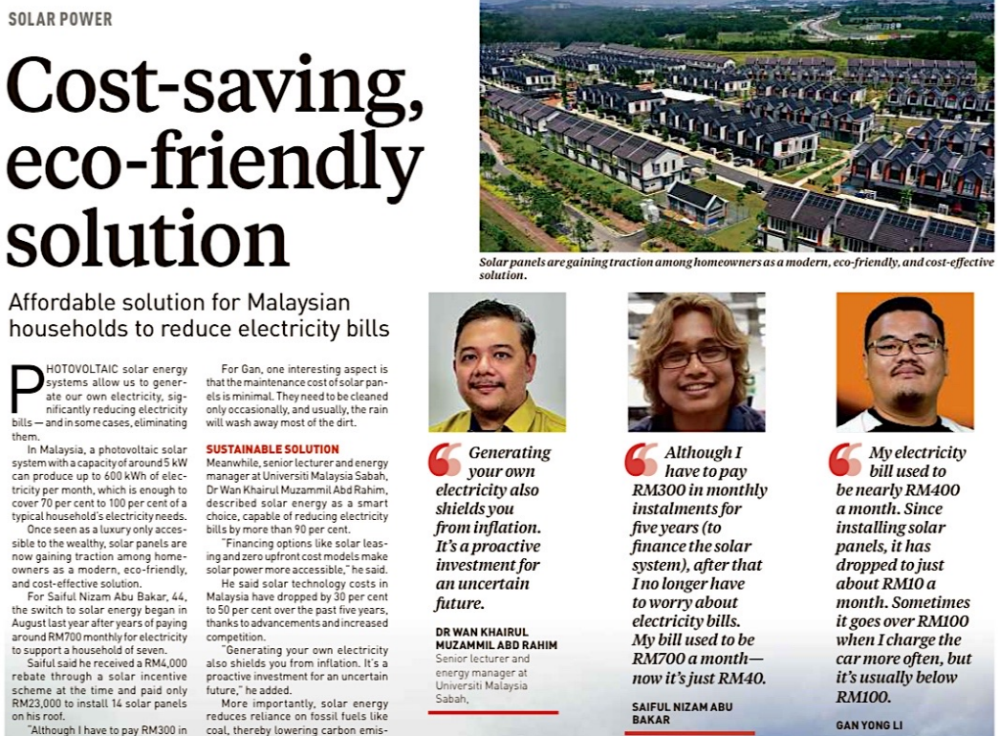 SOLAR POWER
Cost-saving,
eco-friendly
solution
Affordable solution for Malaysian
households to reduce electricity bills
Solar panels are gaining traction among homeowners as a modern, eco-friendly, and cost-effective
solution.
PHOTOVOLTAIC solar energy
systems allow us to gener-
ate our own electricity, sig-
nificantly reducing electricity
bills — and in some cases, eliminating
them.
In Malaysia, a photovoltaic solar
system with a capacity of around 5 kW
can produce up to 600 kWh of elec-
tricity per month, which is enough to
cover 70 per cent to 100 per cent of a
typical household's electricity needs.
Once seen as a luxury only acces-
sible to the wealthy, solar panels are
now gaining traction among home-
owners as a modern, eco-friendly,
and cost-effective solution.
For Saiful Nizam Abu Bakar, 44,
the switch to solar energy began in
August last year after years of paying
around RM700 monthly for electricity
to support a household of seven.
Saiful said he received a RM4,000
rebate through a solar incentive
scheme at the time and paid only
RM23,000 to install 14 solar panels
on his roof.
"Although I have to pay RM300 in
For Gan, one interesting aspect is
that the maintenance cost of solar pan-
els is minimal. They need to be cleaned
only occasionally, and usually, the rain
will wash away most of the dirt.
SUSTAINABLE SOLUTION
Meanwhile, senior lecturer and energy
manager at Universiti Malaysia Sabah,
Dr Wan Khairul Muzammil Abd Rahim,
described solar energy as a smart
choice, capable of reducing electricity
bills by more than 90 per cent.
"Financing options like solar leas-
ing and zero upfront cost models make
solar power more accessible," he said.
He said solar technology costs in
Malaysia have dropped by 30 per cent
to 50 per cent over the past five years,
thanks to advancements and increased
competition.
"Generating your own electricity
also shields you from inflation. It's a
proactive investment for an uncertain
future," he added.
More importantly, solar energy
reduces reliance on fossil fuels like
coal, thereby lowering carbon emis-
Generating
your own
electricity also
shields you
from inflation.
It's a proactive
investment for
an uncertain
future.
DR WAN KHAIRUL
MUZAMMIL ABD RAHIM
Senior lecturer and
energy manager at
Universiti Malaysia
Sabah,
Although I
have to pay
RM300 in monthly
instalments for
five years (to
finance the solar
system), after that
I no longer have
to worry about
electricity bills.
My bill used to be
RM700 a month—
now it's just RM40.
SAIFUL NIZAM ABU
BAKAR
My electricity
bill used to
be nearly RM400
a month. Since
installing solar
panels, it has
dropped to just
about RM10 a
month. Sometimes
it goes over RM100
when I charge the
car more often, but
it's usually below
RM100.
GAN YONG LI